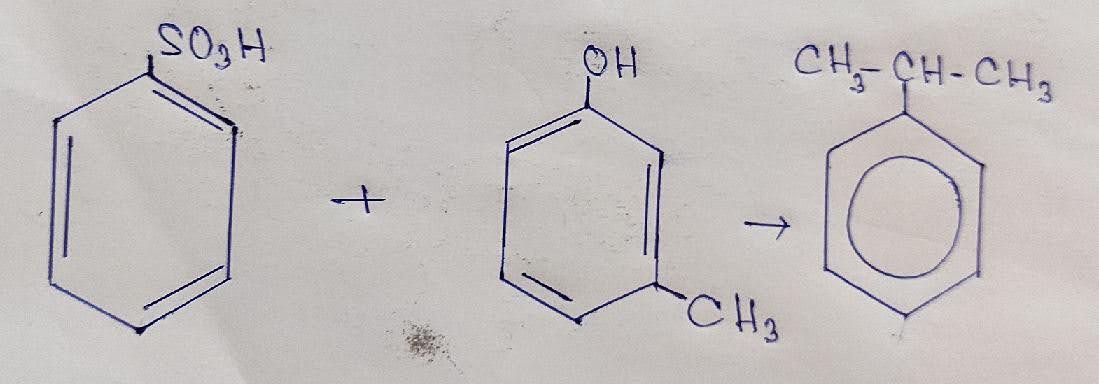 SO₃H
+
OH
CH₃
→
CH₃-CH-CH₃